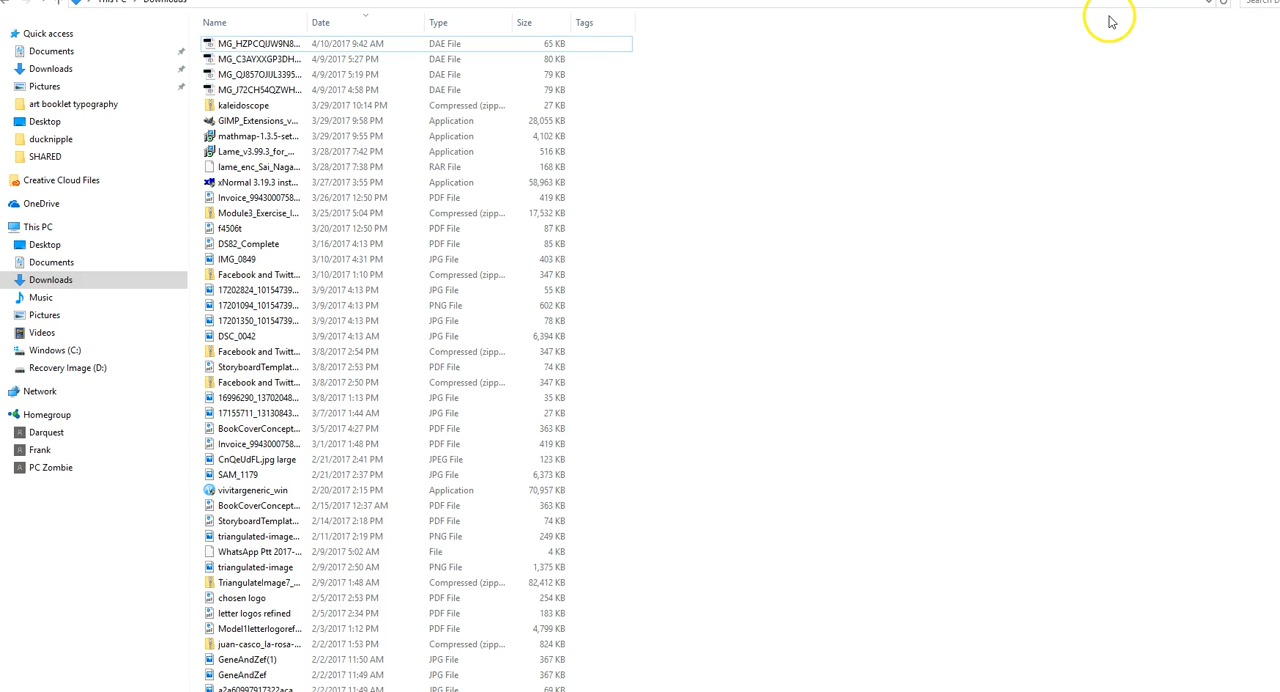 This PC > Downloads
Search D
Name Date Type Size Tags
Quick access
Documents
Downloads
Pictures
art booklet typography
Desktop
ducknipple
SHARED
Creative Cloud Files
OneDrive
This PC
Desktop
Documents
Downloads
Music
Pictures
Videos
Windows (C:)
Recovery Image (D:)
Network
Homegroup
Darquest
Frank
PC Zombie
MG_HZPCQIJW9N8... 4/10/2017 9:42 AM DAE File 65 KB
MG_C3AYXXGP3DH... 4/9/2017 5:27 PM DAE File 80 KB
MG_QJ857OJIJL3395... 4/9/2017 5:19 PM DAE File 79 KB
MG_J72CH54QZWH... 4/9/2017 4:58 PM DAE File 79 KB
kaleidoscope 3/29/2017 10:14 PM Compressed (zipp... 27 KB
GIMP_Extensions_v... 3/29/2017 9:58 PM Application 28,055 KB
mathmap-1.3.5-set... 3/29/2017 9:55 PM Application 4,102 KB
Lame_v3.99.3_for_... 3/28/2017 7:42 PM Application 516 KB
lame_enc_Sai_Naga... 3/28/2017 7:38 PM RAR File 168 KB
xNormal 3.19.3 inst... 3/27/2017 3:55 PM Application 58,963 KB
Invoice_9943000758... 3/26/2017 12:50 PM PDF File 419 KB
Module3_Exercise_I... 3/25/2017 5:04 PM Compressed (zipp... 17,532 KB
f4506t 3/20/2017 12:50 PM PDF File 87 KB
DS82_Complete 3/16/2017 4:13 PM PDF File 85 KB
IMG_0849 3/10/2017 4:31 PM JPG File 403 KB
Facebook and Twitt... 3/10/2017 1:10 PM Compressed (zipp... 347 KB
17202824_10154739... 3/9/2017 4:13 PM JPG File 55 KB
17201094_10154739... 3/9/2017 4:13 PM PNG File 602 KB
17201350_10154739... 3/9/2017 4:13 PM JPG File 78 KB
DSC_0042 3/9/2017 4:13 AM JPG File 6,394 KB
Facebook and Twitt... 3/8/2017 2:54 PM Compressed (zipp... 347 KB
StoryboardTemplat... 3/8/2017 2:53 PM PDF File 74 KB
Facebook and Twitt... 3/8/2017 2:50 PM Compressed (zipp... 347 KB
16996290_13702048... 3/8/2017 1:13 PM JPG File 35 KB
17155711_13130843... 3/7/2017 1:44 AM JPG File 27 KB
BookCoverConcept... 3/5/2017 4:27 PM PDF File 363 KB
Invoice_9943000758... 3/1/2017 1:48 PM PDF File 419 KB
CnQeUdFL.jpg large 2/21/2017 2:41 PM JPEG File 123 KB
SAM_1179 2/21/2017 2:37 PM JPG File 6,373 KB
vivitargeneric_win 2/20/2017 2:15 PM Application 70,957 KB
BookCoverConcept... 2/15/2017 12:37 AM PDF File 363 KB
StoryboardTemplat... 2/14/2017 2:18 PM PDF File 74 KB
triangulated-image... 2/11/2017 2:19 PM PNG File 249 KB
WhatsApp Ptt 2017-... 2/9/2017 5:02 AM File 4 KB
triangulated-image 2/9/2017 2:50 AM PNG File 1,375 KB
TriangulateImage7_... 2/9/2017 1:48 AM Compressed (zipp... 82,412 KB
chosen logo 2/5/2017 2:53 PM PDF File 254 KB
letter logos refined 2/5/2017 2:34 PM PDF File 183 KB
Model1letterlogoref... 2/3/2017 1:12 PM PDF File 4,799 KB
juan-casco_la-rosa-... 2/2/2017 1:53 PM Compressed (zipp... 824 KB
GeneAndZef(1) 2/2/2017 11:50 AM JPG File 367 KB
GeneAndZef 2/2/2017 11:49 AM JPG File 367 KB
a2a60997917322aca... 2/2/2017 11:49 AM JPG File 69 KB